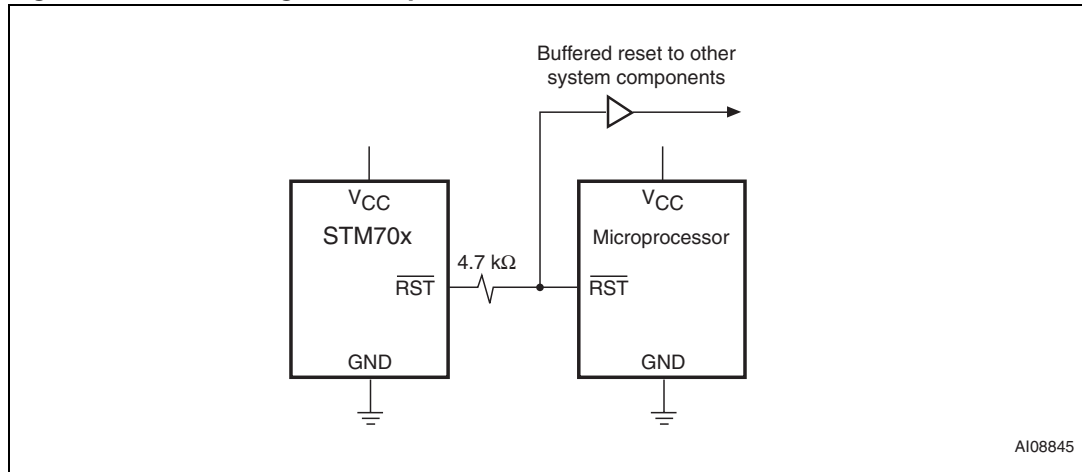 Buffered reset to other
system components
VCC
STM70x
4.7 kΩ
RST
GND
VCC
Microprocessor
RST
GND
AI08845